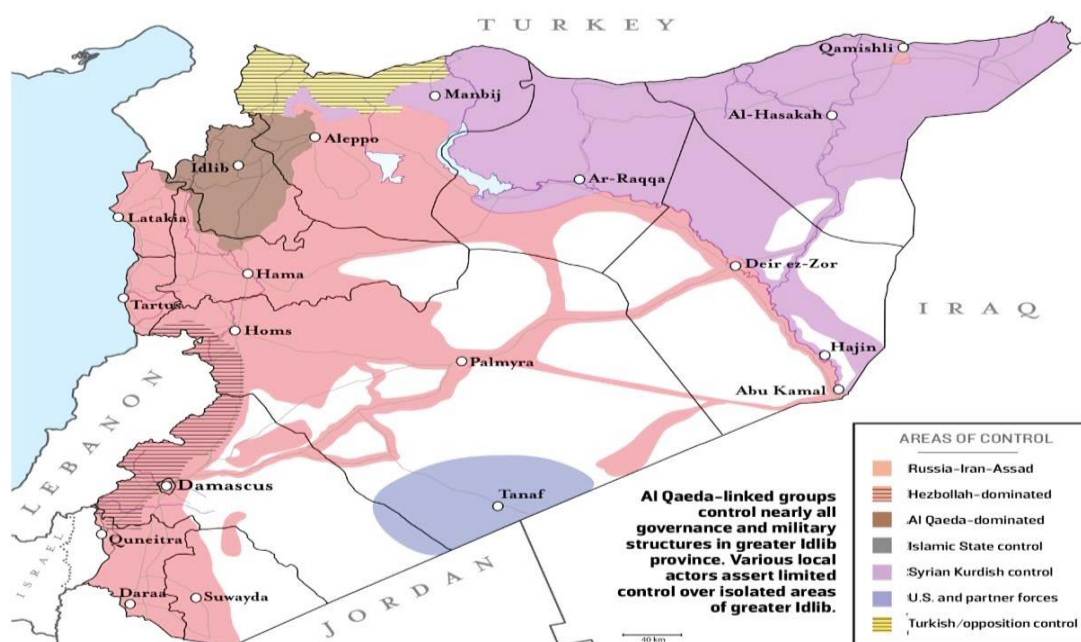 TURKEY
Qamishli
Manbij
Al-Hasakah
Aleppo
Idlib
Ar-Raqqa
Latakia
Hama
Deir ez-Zor
Tartus
IRAQ
Homs
Hajin
Palmyra
Abu Kamal
LEBANON
Damascus
Tanaf
Quneitra
ISRAEL
Daraa
Suwayda
JORDAN
Al Qaeda-linked groups
control nearly all
governance and military
structures in greater Idlib
province. Various local
actors assert limited
control over isolated areas
of greater Idlib.
40 km
AREAS OF CONTROL
Russia-Iran-Assad
Hezbollah-dominated
Al Qaeda-dominated
Islamic State control
Syrian Kurdish control
U.S. and partner forces
Turkish/opposition control